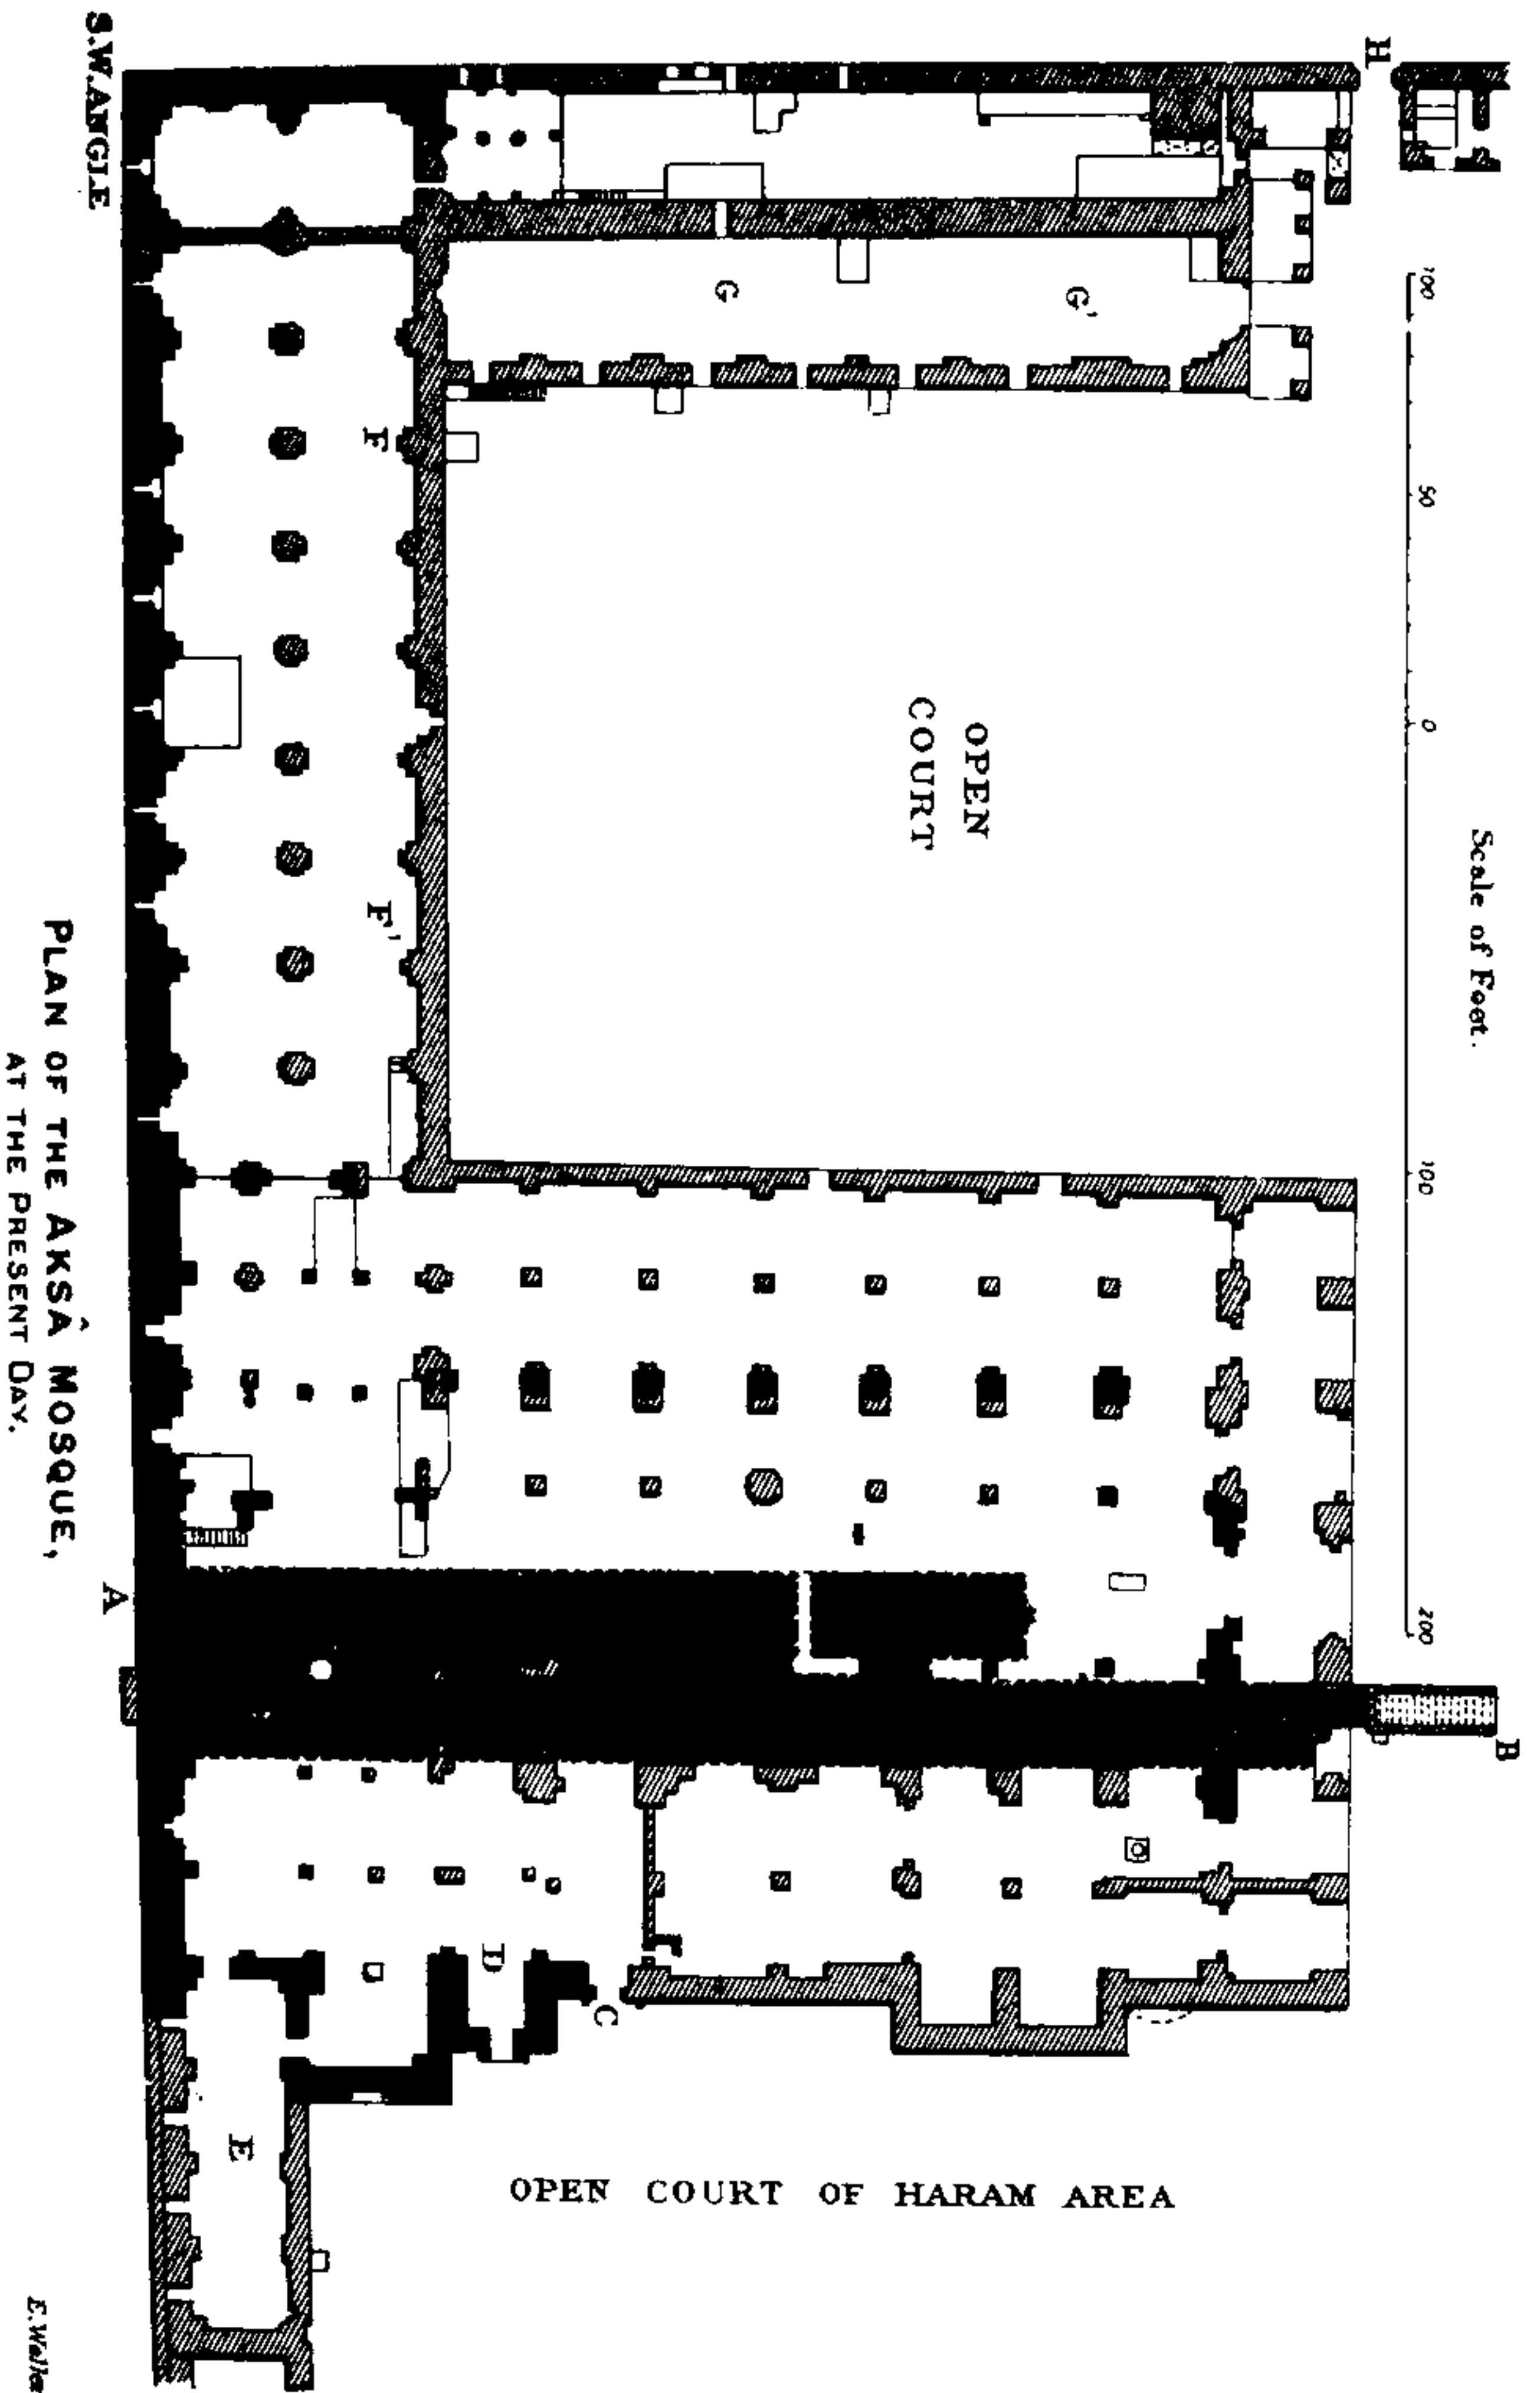 H
B
Scale of Feet.
100
50
0
100
200
G
G'
OPEN
COURT
F
F'
C
D
E
OPEN COURT OF HARAM AREA
S.W.ANGLE
A
PLAN OF THE AKSÂ MOSQUE,
AT THE PRESENT DAY.